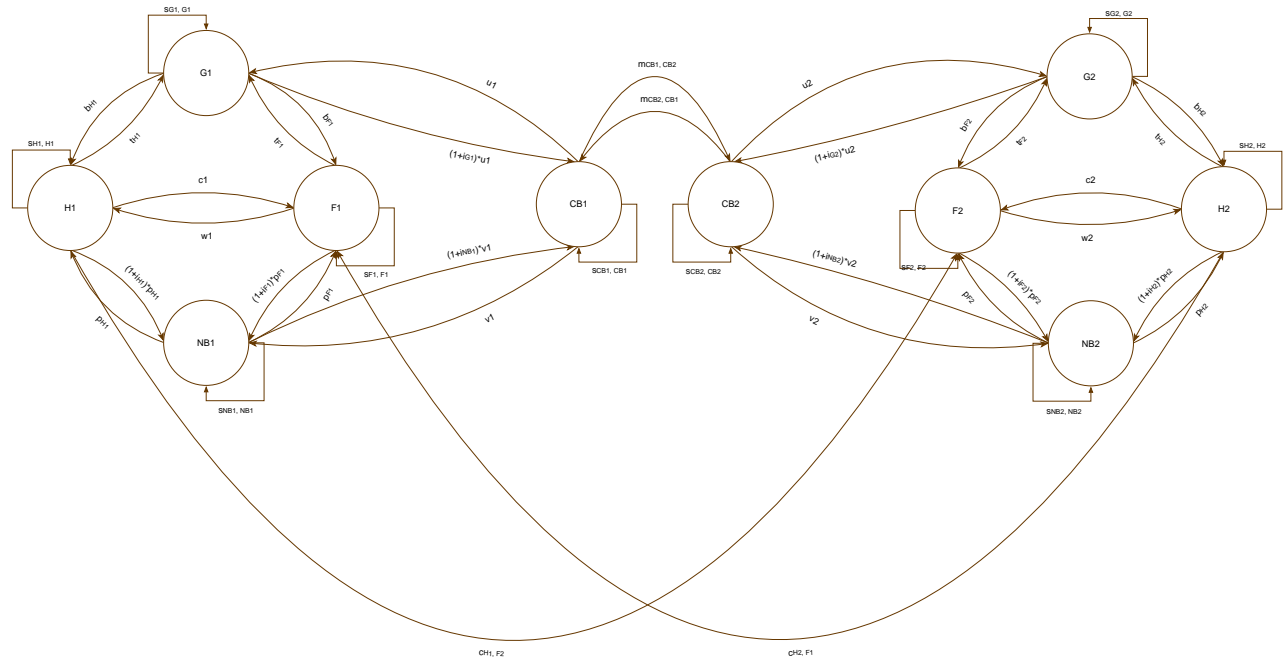 SG1, G1
SG2, G2
G1
G2
u1
mCB1, CB2
u2
mCB2, CB1
bH1
tH1
bF1
tF1
(1+iG1)*u1
(1+iG2)*u2
bF2
tF2
bH2
tH2
SH1, H1
SH2, H2
c1
c2
H1
F1
CB1
CB2
F2
H2
w1
w2
SF1, F1
SCB1, CB1
SCB2, CB2
SF2, F2
(1+iH1)*pH1
(1+iF1)*pF1
(1+iNB1)*v1
(1+iNB2)*v2
(1+iF2)*pF2
(1+iH2)*pH2
pH1
pF1
v1
v2
pF2
pH2
NB1
NB2
SNB1, NB1
SNB2, NB2
cH1, F2
cH2, F1